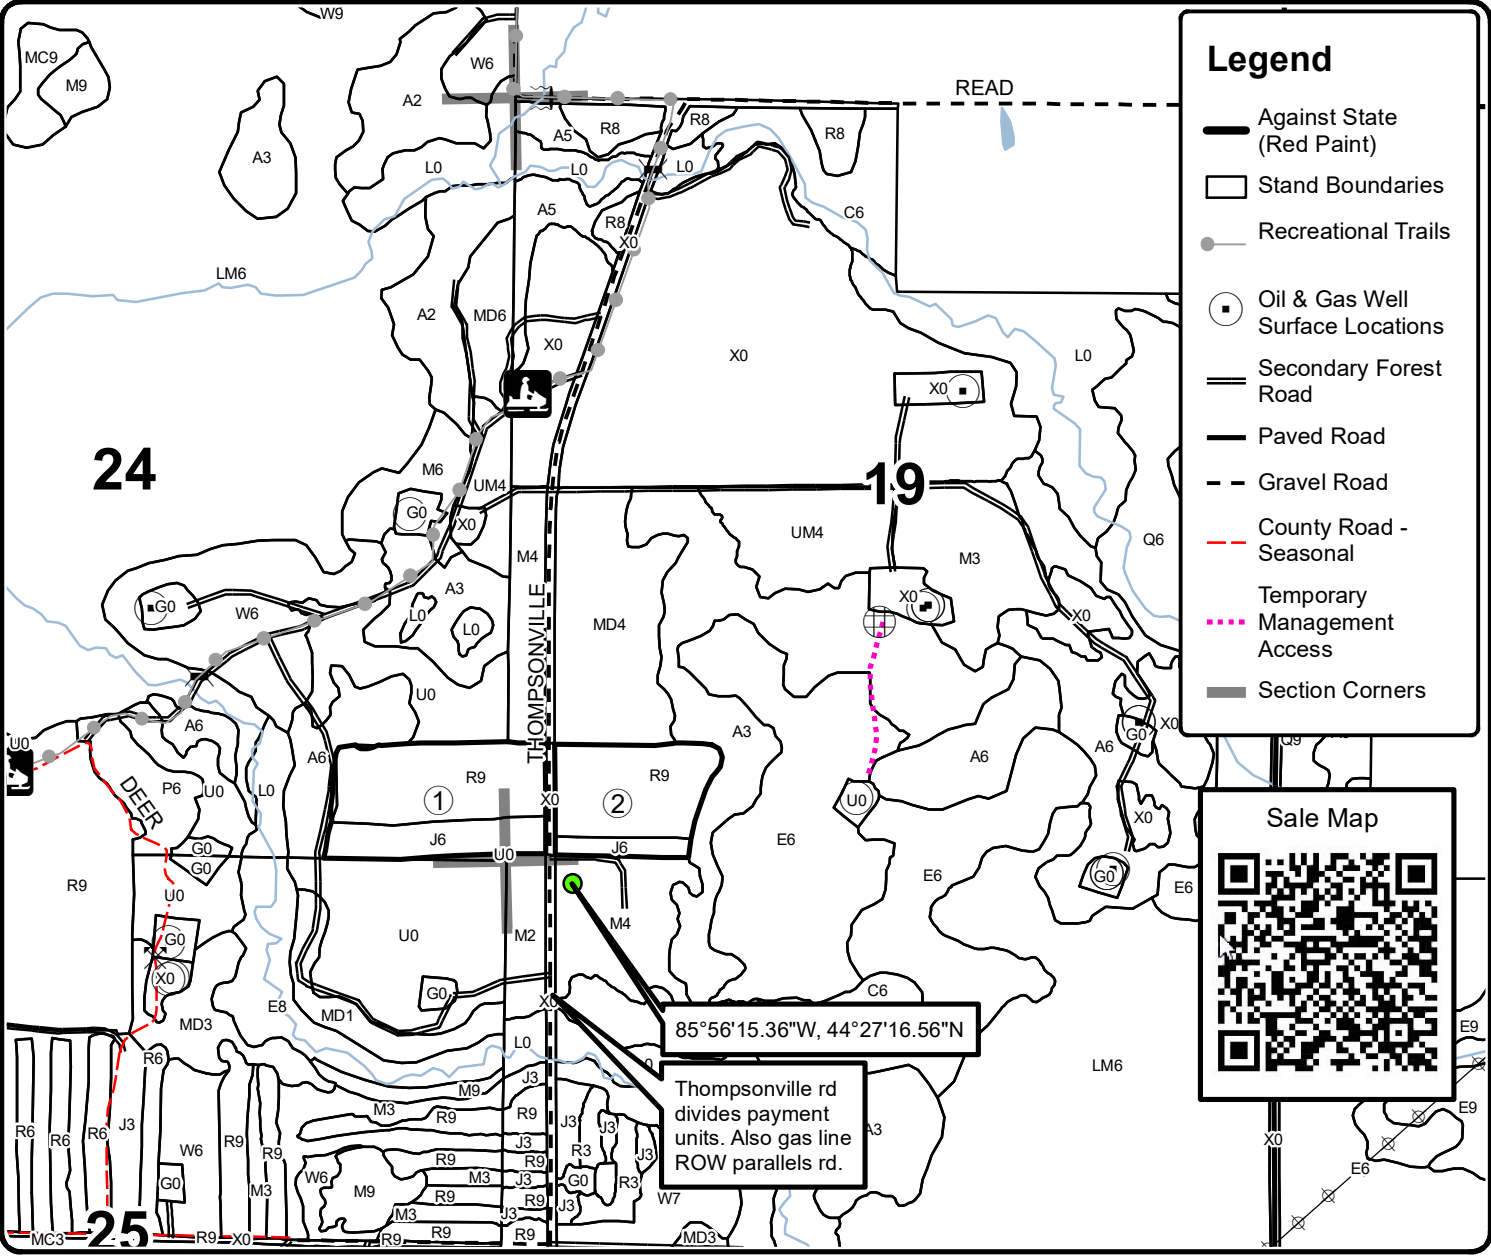 W9
MC9
M9
W6
A2
READ
A5
R8
R8
R8
A3
L0
L0
L0
A5
R8
C6
X0
LM6
A2
MD6
X0
X0
L0
X0
24
19
M6
UM4
G0
X0
UM4
Q6
M4
M3
A3
G0
W6
L0
L0
THOMPSONVILLE
MD4
X0
X0
U0
A3
A6
U0
A6
A6
G0
X0
Q9
A6
P6
U0
L0
DEER
R9
R9
1
2
X0
U0
X0
J6
J6
U0
E6
G0
G0
R9
U0
E6
G0
E6
G0
U0
M2
M4
X0
G0
C6
E8
MD1
X0
MD3
85°56'15.36"W, 44°27'16.56"N
L0
R6
E9
LM6
Thompsonville rd
divides payment
units. Also gas line
ROW parallels rd.
J3
M9
M3
R9
R9
J3
J3
E9
R6
R6
R6
J3
W6
R9
R9
J3
R3
J3
A3
X0
R9
R9
M3
J3
G0
R3
W7
E6
G0
M3
W6
M9
R9
R9
J3
M3
J3
25
MC3
R9
X0
R9
R9
R9
MD3
Legend
Against State
(Red Paint)
Stand Boundaries
Recreational Trails
Oil & Gas Well
Surface Locations
Secondary Forest
Road
Paved Road
Gravel Road
County Road -
Seasonal
Temporary
Management
Access
Section Corners
Sale Map